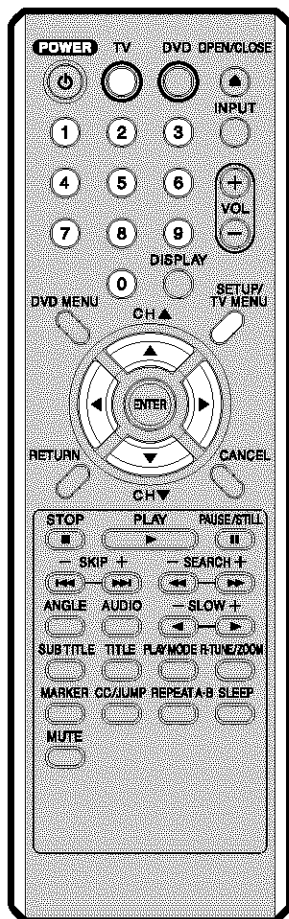 POWER TV DVD OPEN/CLOSE
INPUT
1 2 3
4 5 6
+
VOL
−
7 8 9
DISPLAY
0
DVD MENU
SETUP/
TV MENU
CH▲
ENTER
RETURN
CANCEL
CH▼
STOP PLAY PAUSE/STILL
− SKIP + − SEARCH +
ANGLE AUDIO − SLOW +
SUB TITLE TITLE PLAY MODE R-TUNE/ZOOM
MARKER CC/JUMP REPEAT A-B SLEEP
MUTE